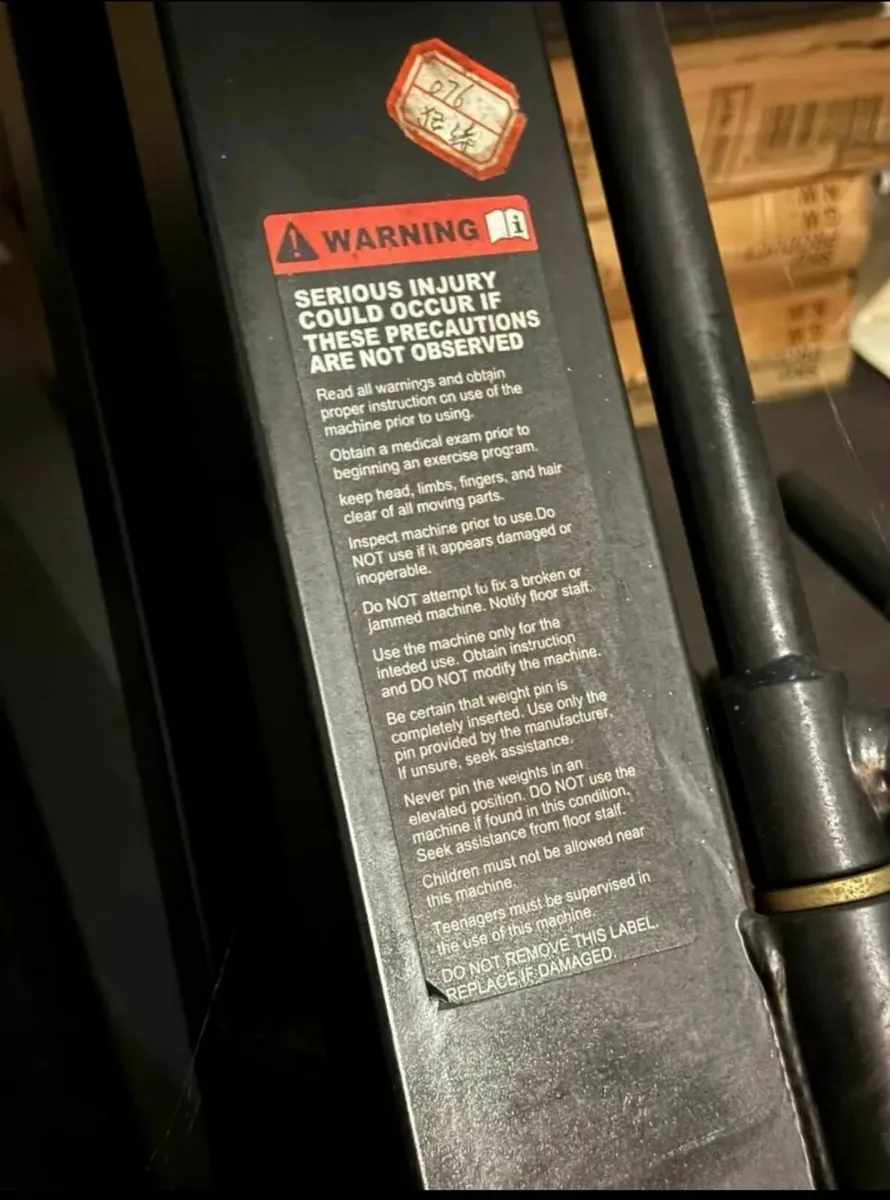 076
WARNING
SERIOUS INJURY
COULD OCCUR IF
THESE PRECAUTIONS
ARE NOT OBSERVED
Read all warnings and obtain
proper instruction on use of the
machine prior to using.
Obtain a medical exam prior to
beginning an exercise program.
keep head, limbs, fingers, and hair
clear of all moving parts.
Inspect machine prior to use.Do
NOT use if it appears damaged or
inoperable.
Do NOT attempt to fix a broken or
jammed machine. Notify floor staff.
Use the machine only for the
inteded use. Obtain instruction
and DO NOT modify the machine.
Be certain that weight pin is
completely inserted. Use only the
pin provided by the manufacturer.
If unsure, seek assistance.
Never pin the weights in an
elevated position. DO NOT use the
machine if found in this condition.
Seek assistance from floor staff.
Children must not be allowed near
this machine.
Teenagers must be supervised in
the use of this machine.
DO NOT REMOVE THIS LABEL.
REPLACE IF DAMAGED.